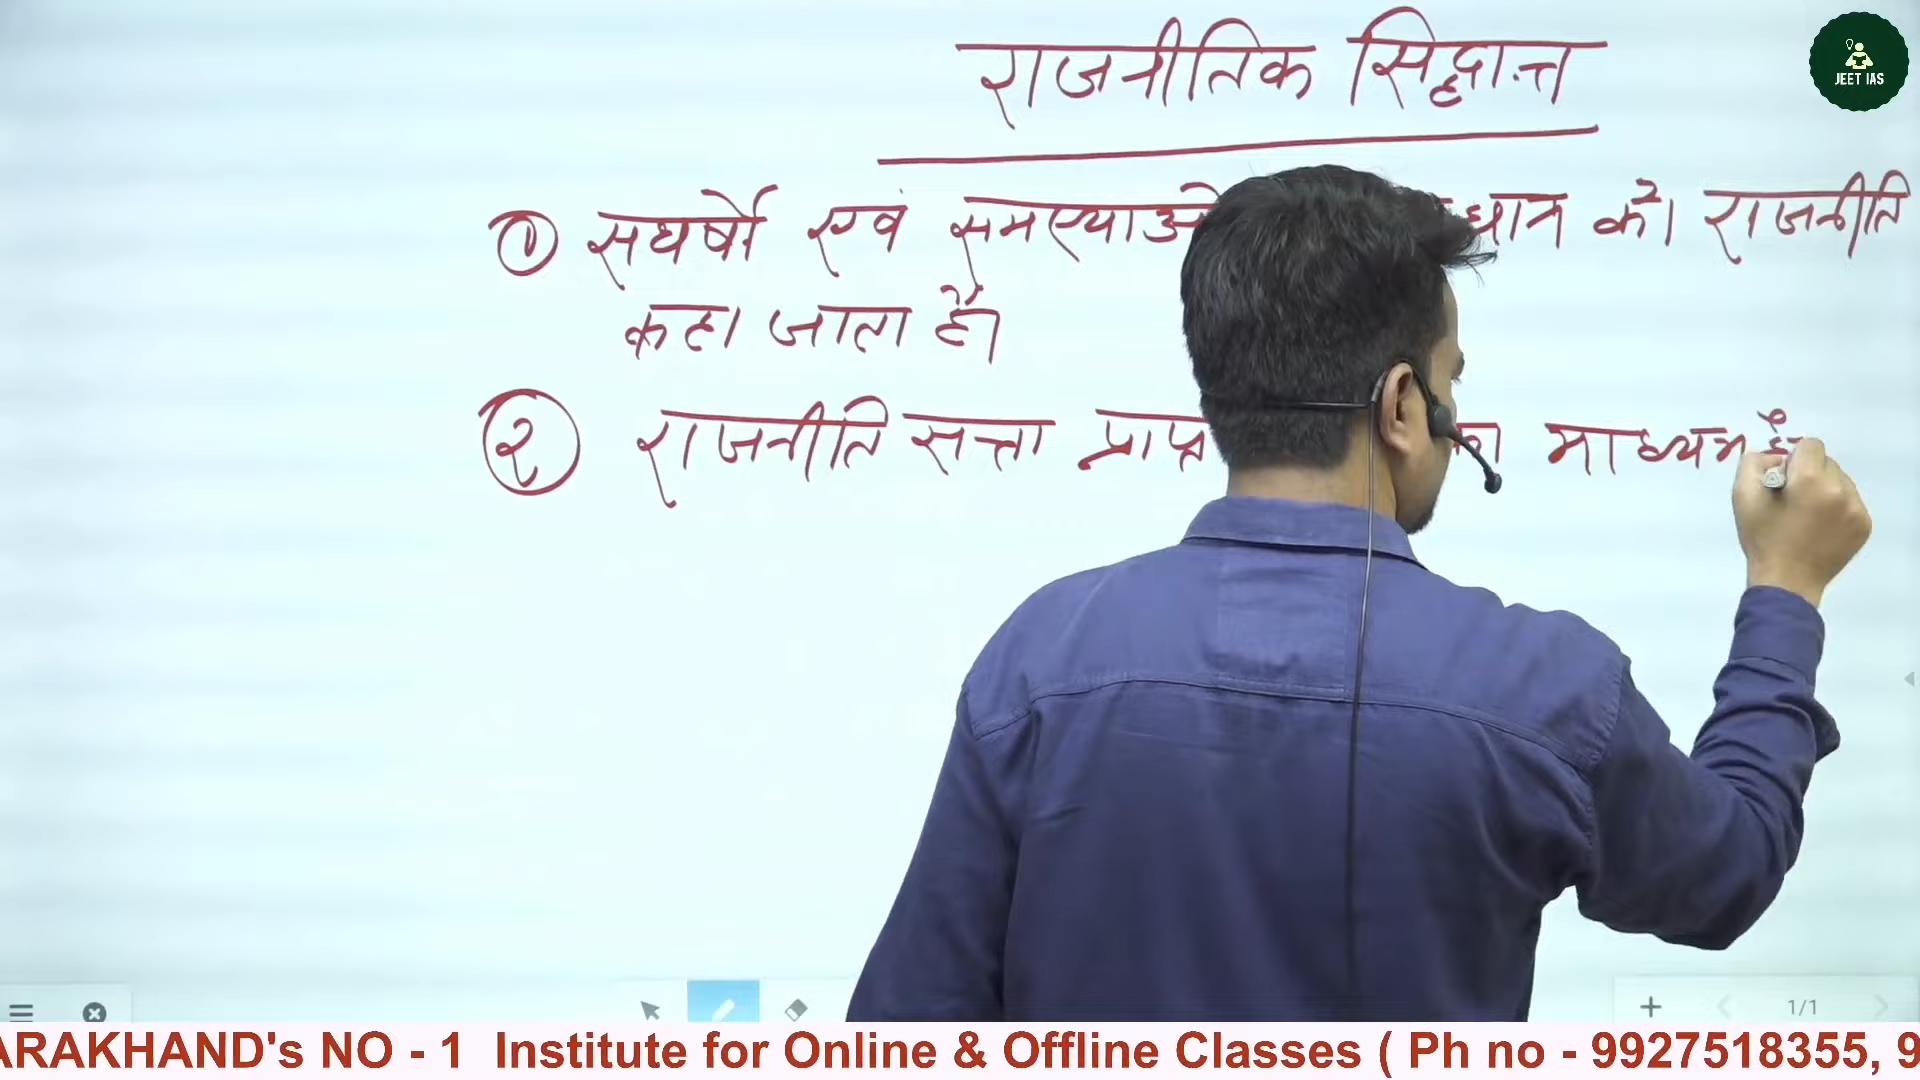 राजनीतिक सिद्धान्त
JEET IAS
① सघर्षो एवं समस्याओ को राजनीति
कहा जाता है।
② राजनीति सत्ता प्राप्त का माध्यम है
1/1
ARAKHAND's NO - 1 Institute for Online & Offline Classes ( Ph no - 9927518355, 9